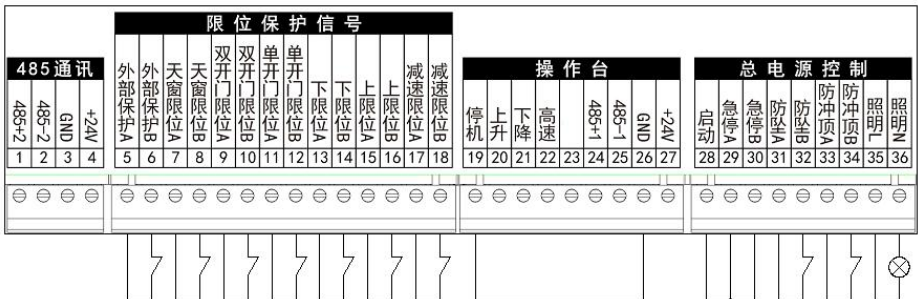 限位保护信号
485通讯
操作台
总电源控制
485+2
485-2
GND
+24V
外部保护A
外部保护B
天窗限位A
天窗限位B
双开门限位A
双开门限位B
单开门限位A
单开门限位B
下限位A
下限位B
上限位A
上限位B
减速限位A
减速限位B
停机
上升
下降
高速
485+1
485-1
GND
+24V
启动
急停A
急停B
防坠A
防坠B
防冲顶A
防冲顶B
照明L
照明N
1 2 3 4 5 6 7 8 9 10 11 12 13 14 15 16 17 18 19 20 21 22 23 24 25 26 27 28 29 30 31 32 33 34 35 36